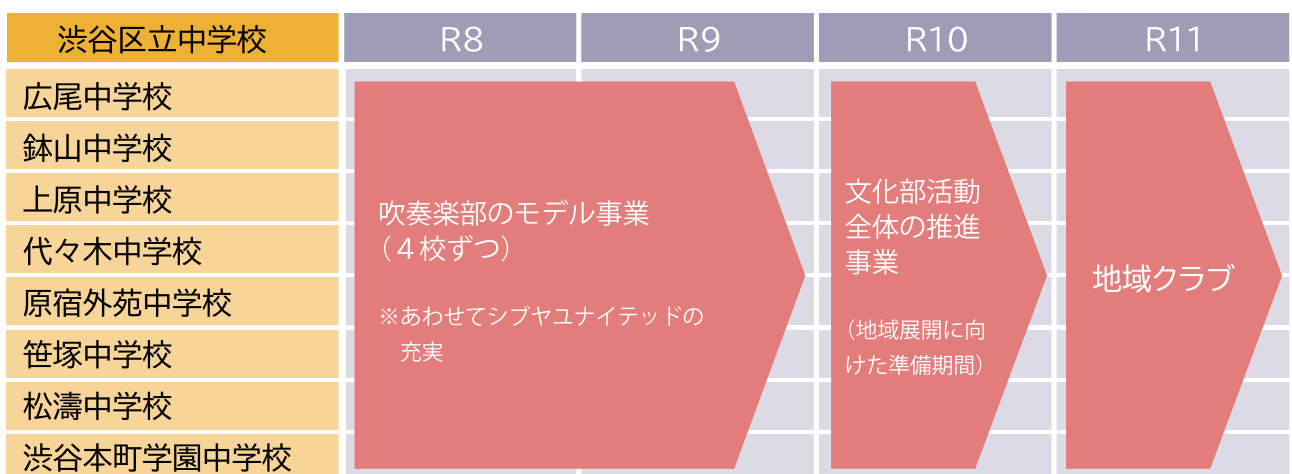 渋谷区立中学校 R8 R9 R10 R11
広尾中学校
鉢山中学校
上原中学校
代々木中学校
原宿外苑中学校
笹塚中学校
松濤中学校
渋谷本町学園中学校
吹奏楽部のモデル事業
（４校ずつ）
※あわせてシブヤユナイテッドの
充実
文化部活動
全体の推進
事業
（地域展開に向
けた準備期間）
地域クラブ